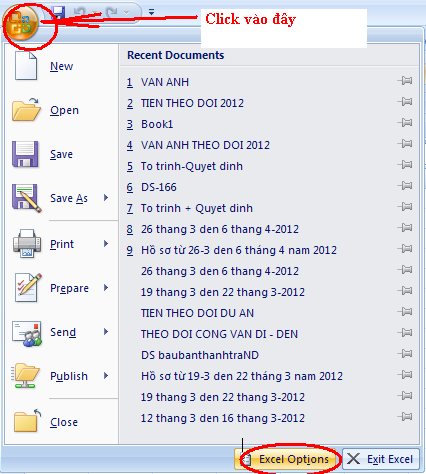 Click vào đây
Recent Documents
New
Open
Save
Save As
Print
Prepare
Send
Publish
Close
1 VAN ANH
2 TIEN THEO DOI 2012
3 Book1
4 VAN ANH THEO DOI 2012
5 To trinh-Quyet dinh
6 DS-166
7 To trinh + Quyet dinh
8 26 thang 3 den 6 thang 4-2012
9 Hồ sơ từ 26-3 den 6 tháng 4 nam 2012
26 thang 3 den 6 thang 4-2012
19 thang 3 den 22 thang 3-2012
TIEN THEO DOI DU AN
THEO DOI CONG VAN DI - DEN
DS baubanthanhtraND
Hồ sơ từ 19-3 den 22 tháng 3 nam 2012
19 thang 3 den 22 thang 3-2012
12 thang 3 den 16 thang 3-2012
Excel Options
Exit Excel